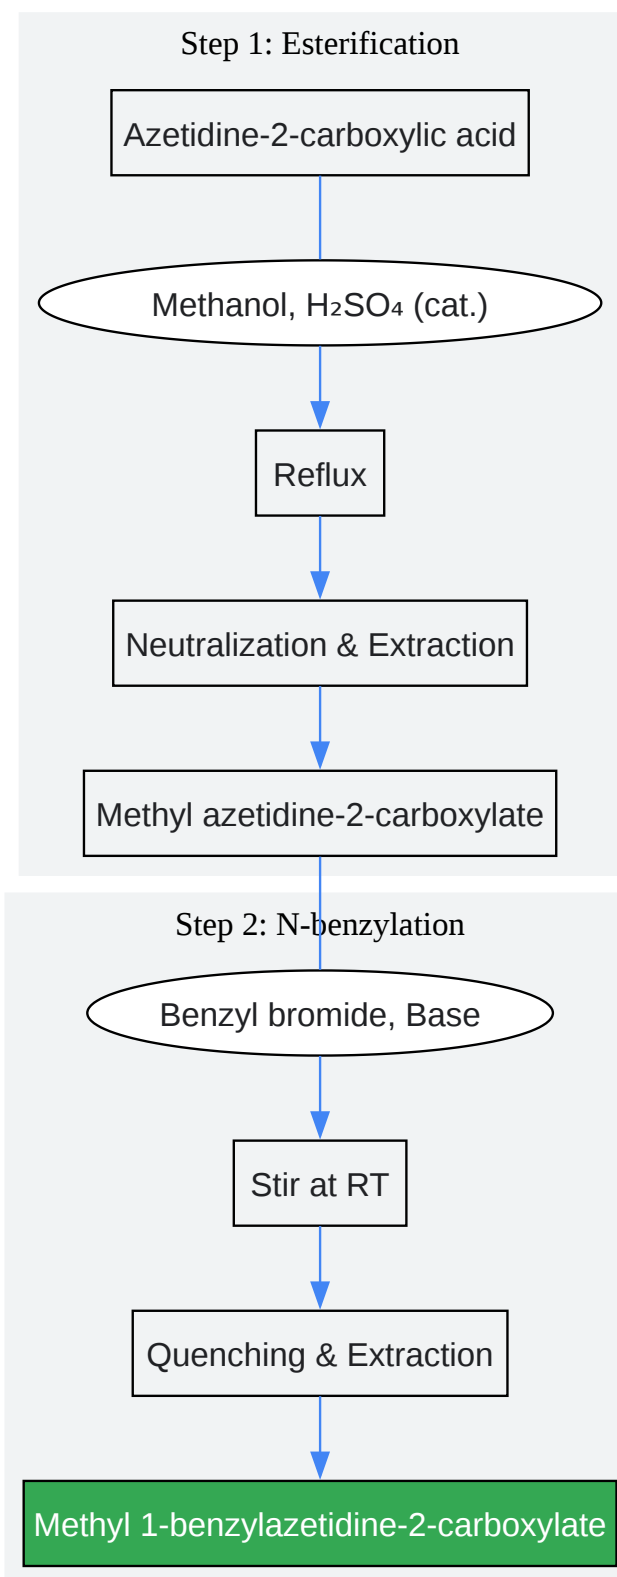 Step 1: Esterification
Azetidine-2-carboxylic acid
Methanol, H₂SO₄ (cat.)
Reflux
Neutralization & Extraction
Methyl azetidine-2-carboxylate
Step 2: N-benzylation
Benzyl bromide, Base
Stir at RT
Quenching & Extraction
Methyl 1-benzylazetidine-2-carboxylate